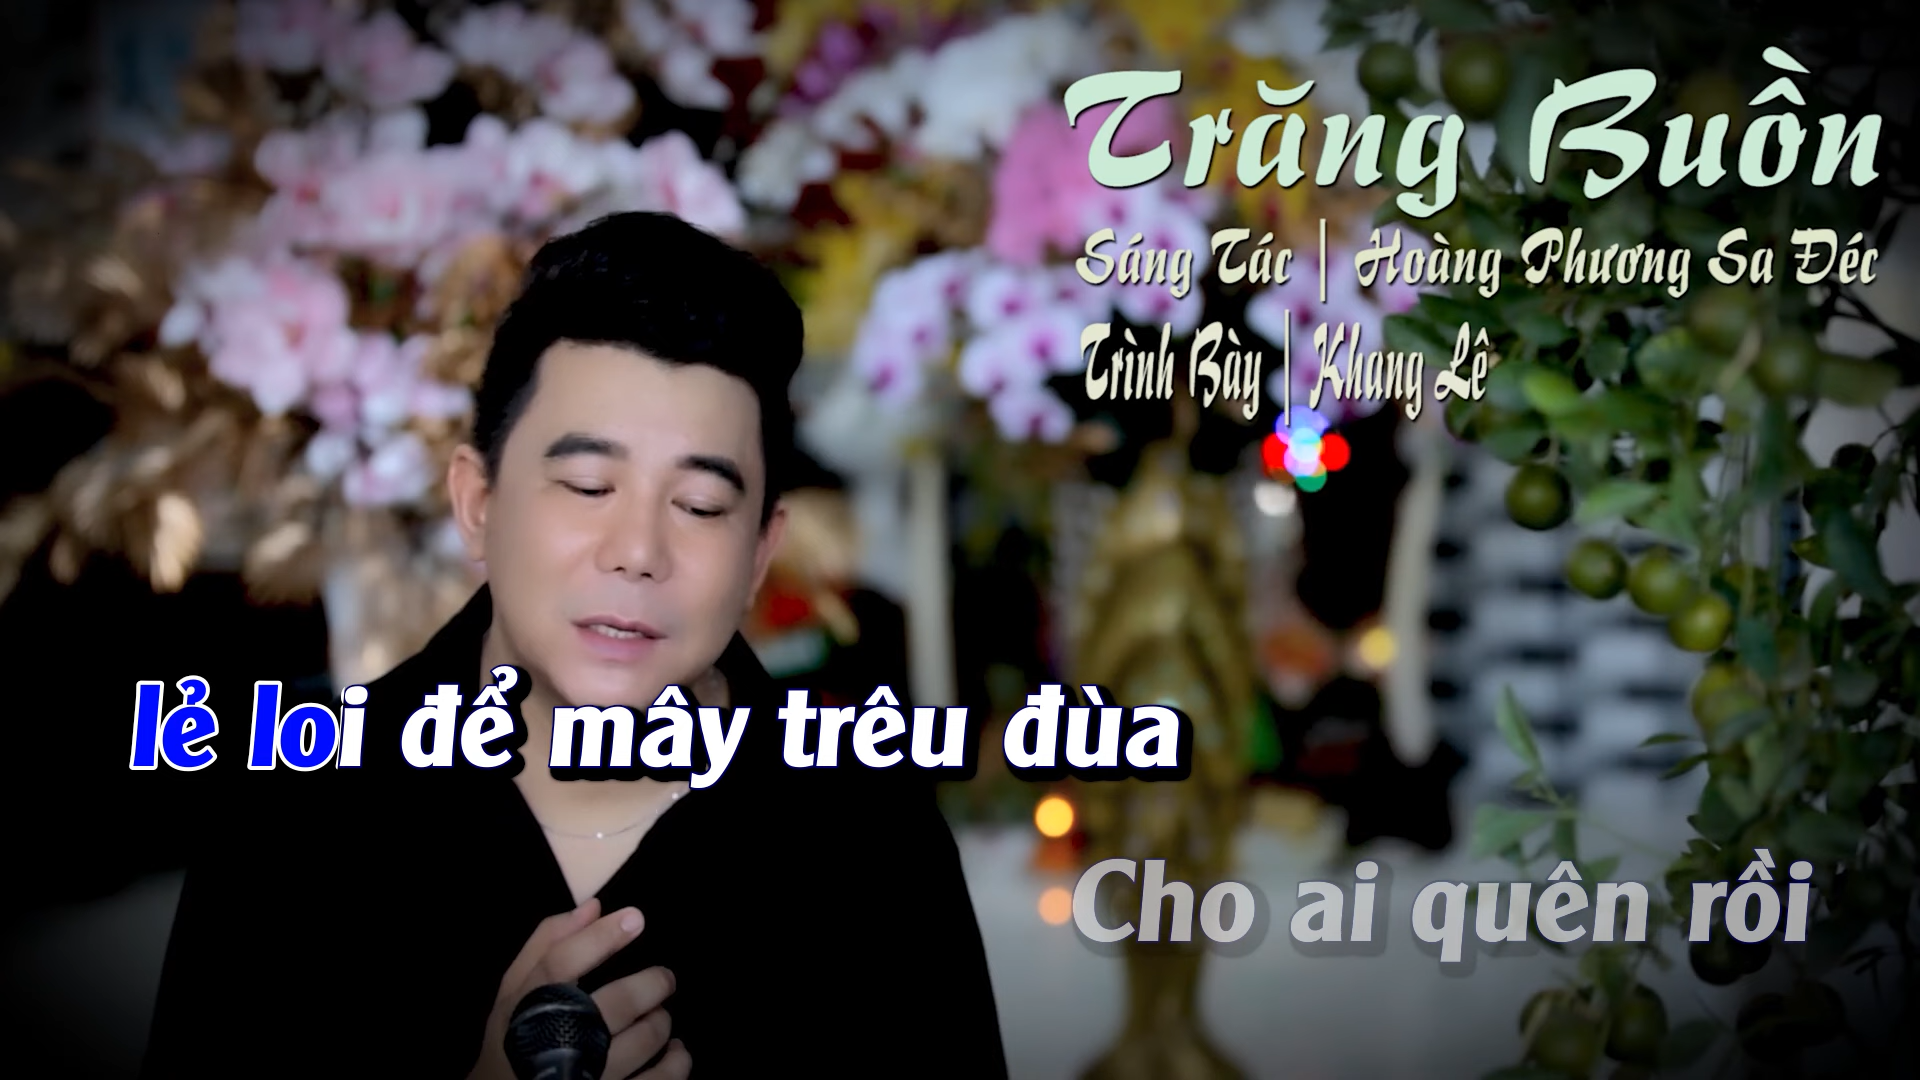 Trăng Buồn
Sáng Tác | Hoàng Phương Sa Đéc
Trình Bày | Khang Lê
lẻ loi để mây trêu đùa
Cho ai quên rồi